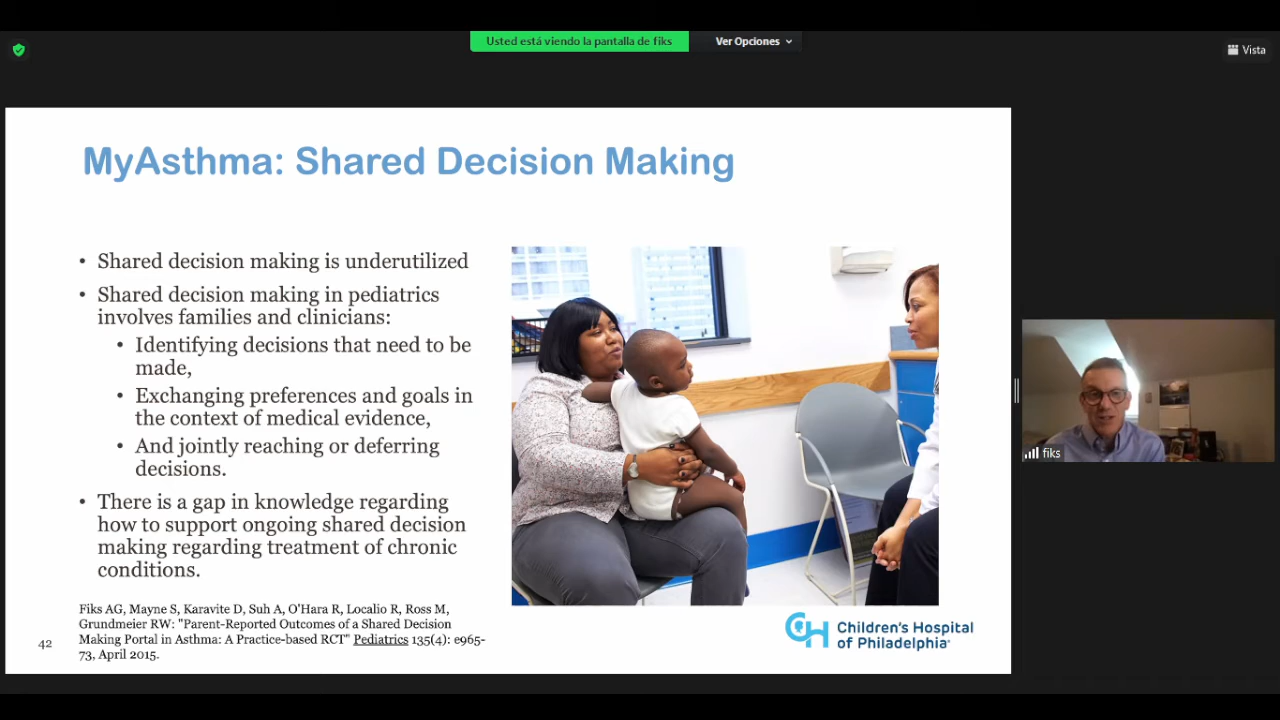 Usted está viendo la pantalla de fiks
Ver Opciones
Vista
MyAsthma: Shared Decision Making
• Shared decision making is underutilized
• Shared decision making in pediatrics
involves families and clinicians:
• Identifying decisions that need to be
made,
• Exchanging preferences and goals in
the context of medical evidence,
• And jointly reaching or deferring
decisions.
• There is a gap in knowledge regarding
how to support ongoing shared decision
making regarding treatment of chronic
conditions.
Fiks AG, Mayne S, Karavite D, Suh A, O'Hara R, Localio R, Ross M,
Grundmeier RW: "Parent-Reported Outcomes of a Shared Decision
Making Portal in Asthma: A Practice-based RCT" Pediatrics 135(4): e965-
73, April 2015.
42
CH Children's Hospital
of Philadelphia
fiks